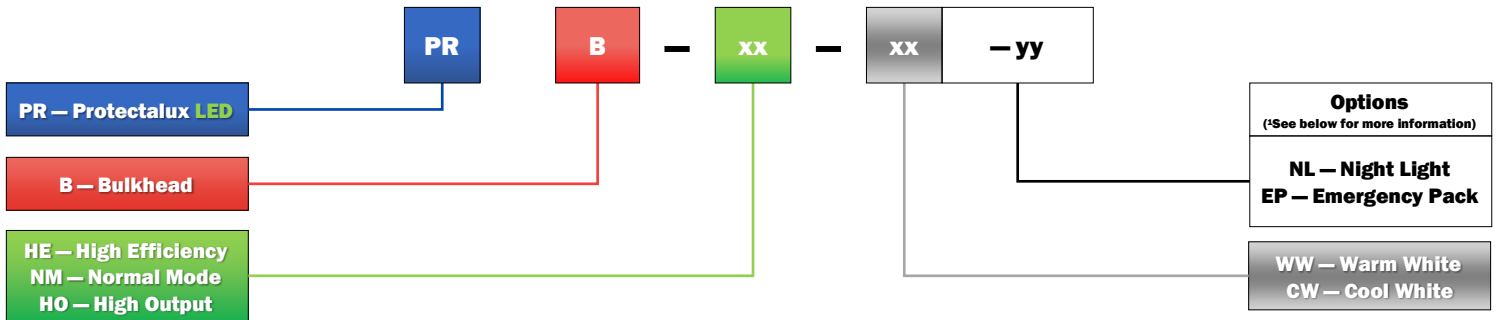 PR B – xx – xx – yy
PR – Protectalux LED
B – Bulkhead
HE – High Efficiency
NM – Normal Mode
HO – High Output
Options
(¹See below for more information)
NL – Night Light
EP – Emergency Pack
WW – Warm White
CW – Cool White